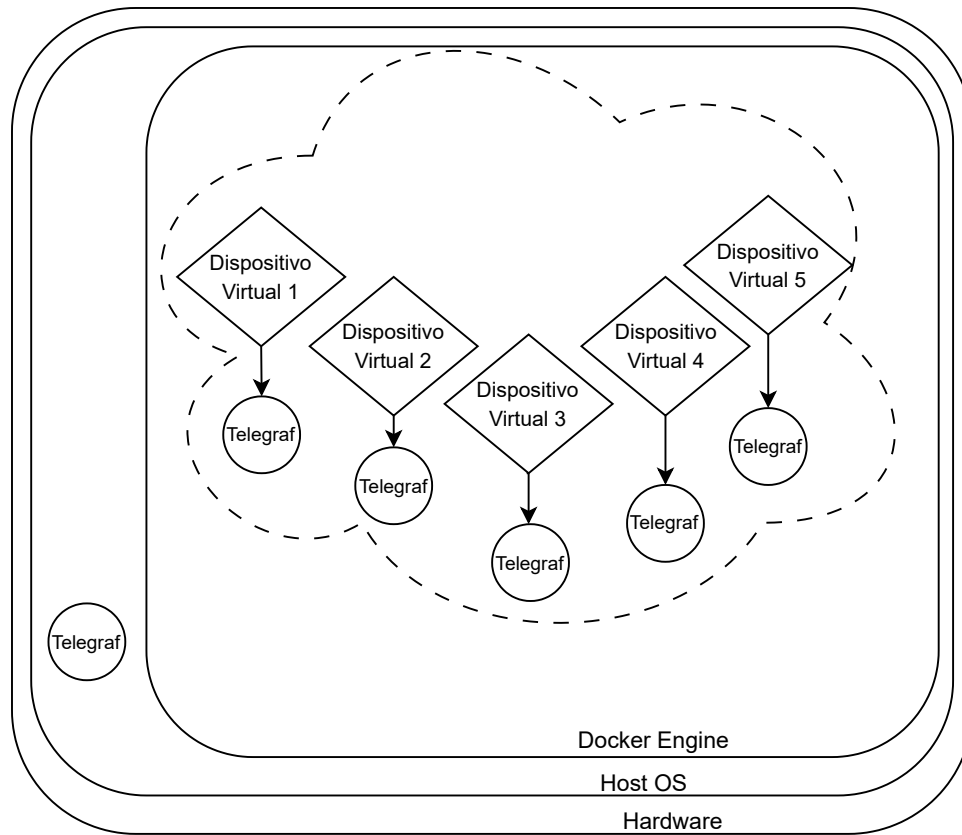 Dispositivo
Virtual 1
Dispositivo
Virtual 2
Dispositivo
Virtual 3
Dispositivo
Virtual 4
Dispositivo
Virtual 5
Telegraf
Telegraf
Telegraf
Telegraf
Telegraf
Telegraf
Docker Engine
Host OS
Hardware